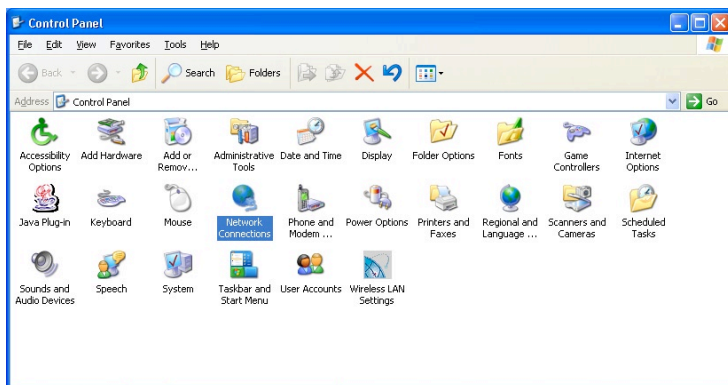 Control Panel
File Edit View Favorites Tools Help
Back Search Folders
Address Control Panel Go
Accessibility Options
Add Hardware
Add or Remov...
Administrative Tools
Date and Time
Display
Folder Options
Fonts
Game Controllers
Internet Options
Java Plug-in
Keyboard
Mouse
Network Connections
Phone and Modem ...
Power Options
Printers and Faxes
Regional and Language ...
Scanners and Cameras
Scheduled Tasks
Sounds and Audio Devices
Speech
System
Taskbar and Start Menu
User Accounts
Wireless LAN Settings